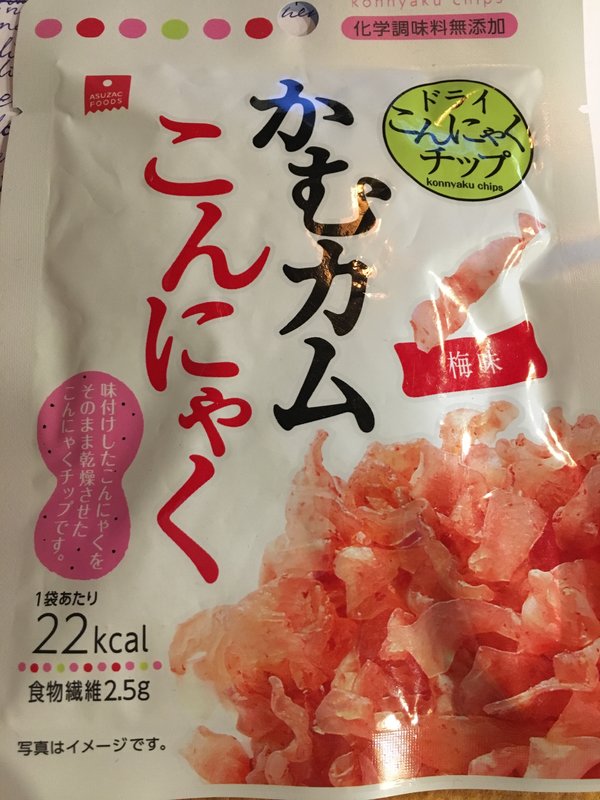 konnyaku chips
化学調味料無添加
ASUZAC
FOODS
ドライ
こんにゃく
チップ
konnyaku chips
かむカム
こんにゃく
梅味
味付けしたこんにゃくを
そのまま乾燥させた
こんにゃくチップです。
1袋あたり
22kcal
食物繊維2.5g
写真はイメージです。